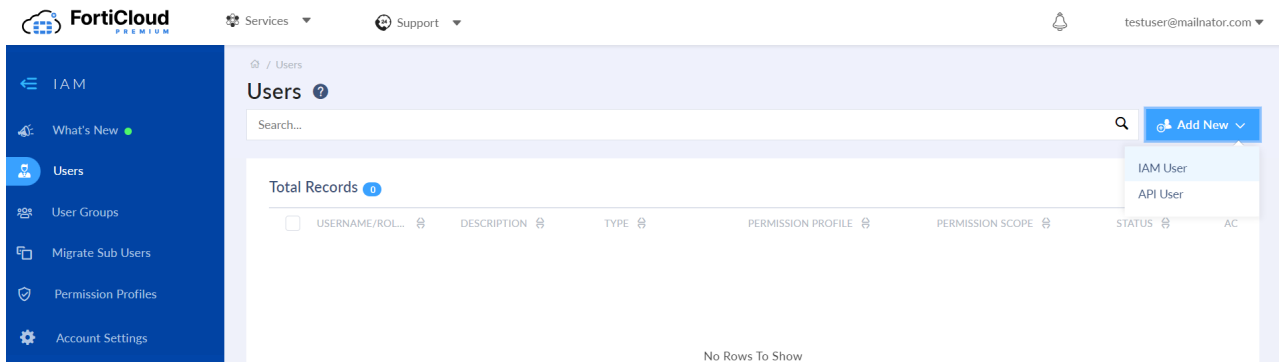 FortiCloud
PREMIUM
Services
24
Support
testuser@mailnator.com
IAM
What's New
Users
User Groups
Migrate Sub Users
Permission Profiles
Account Settings
/ Users
Users ?
Search...
Add New
IAM User
API User
Total Records 0
USERNAME/ROL... DESCRIPTION TYPE PERMISSION PROFILE PERMISSION SCOPE STATUS AC
No Rows To Show